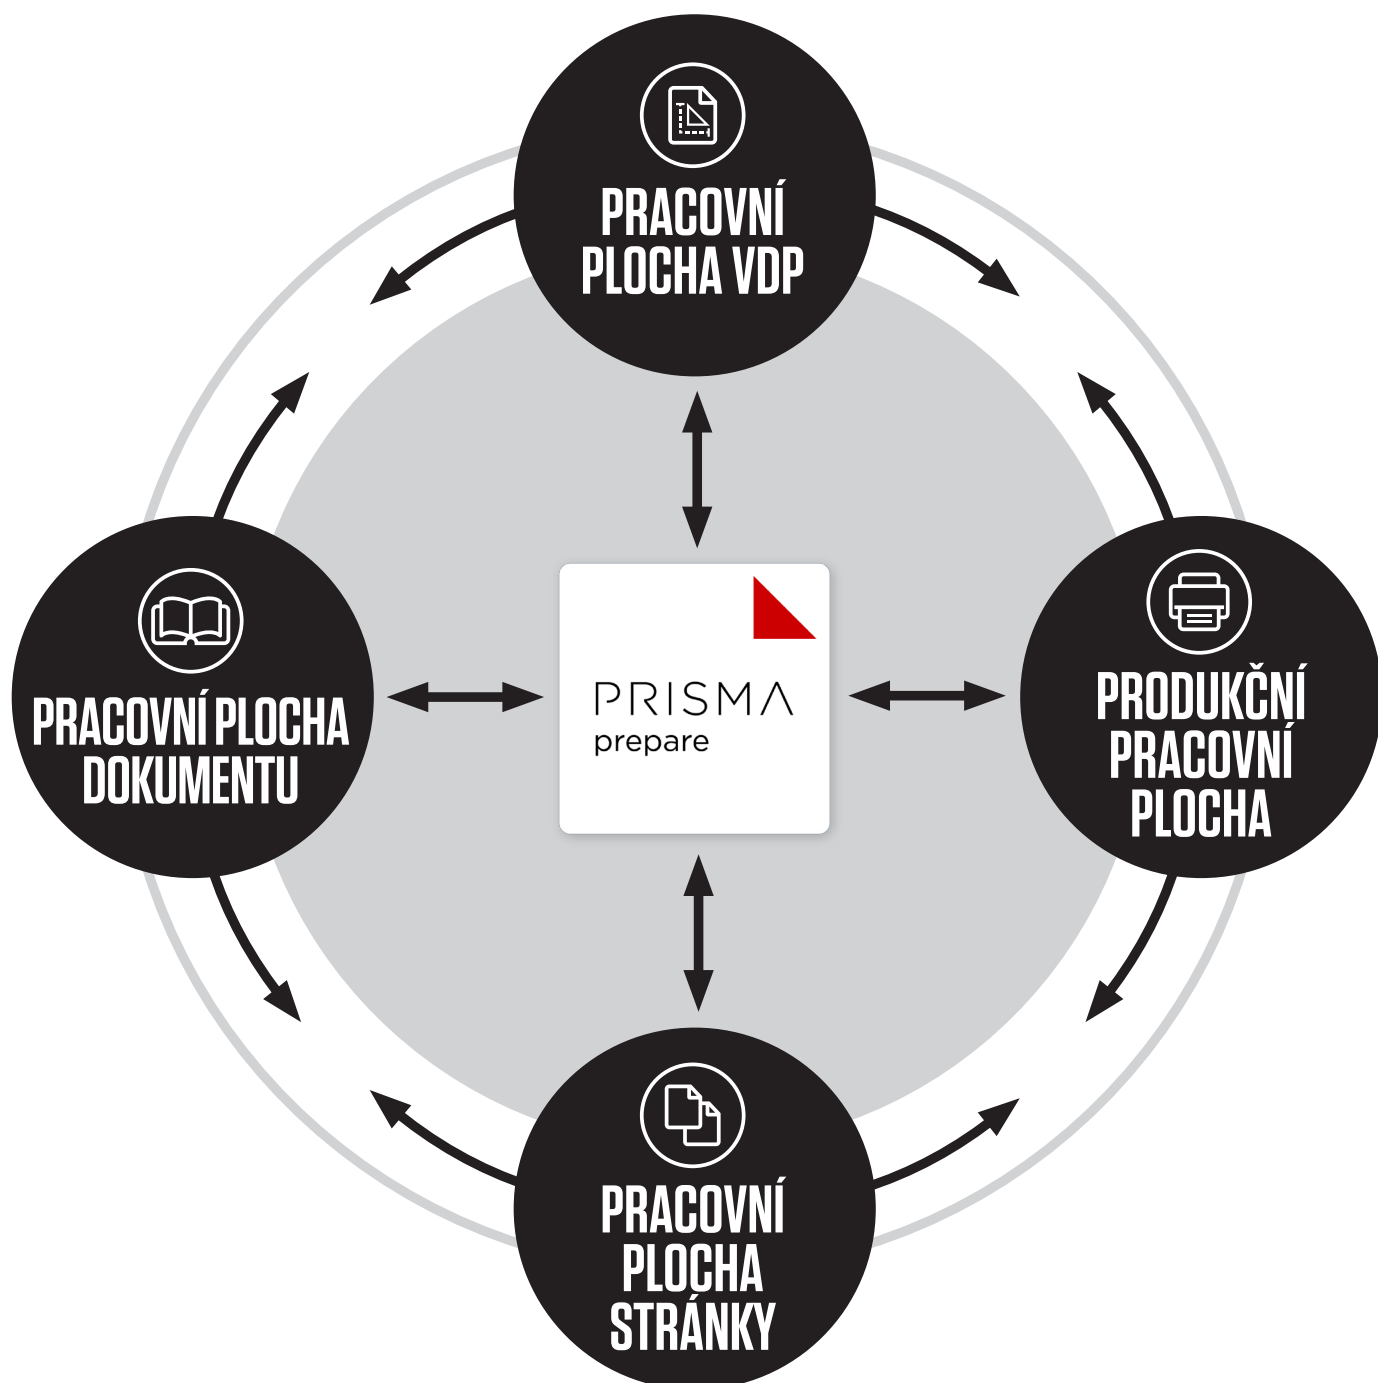 PRACOVNÍ
PLOCHA VDP
PRACOVNÍ PLOCHA
DOKUMENTU
PRISMA
prepare
PRODUKČNÍ
PRACOVNÍ
PLOCHA
PRACOVNÍ
PLOCHA
STRÁNKY